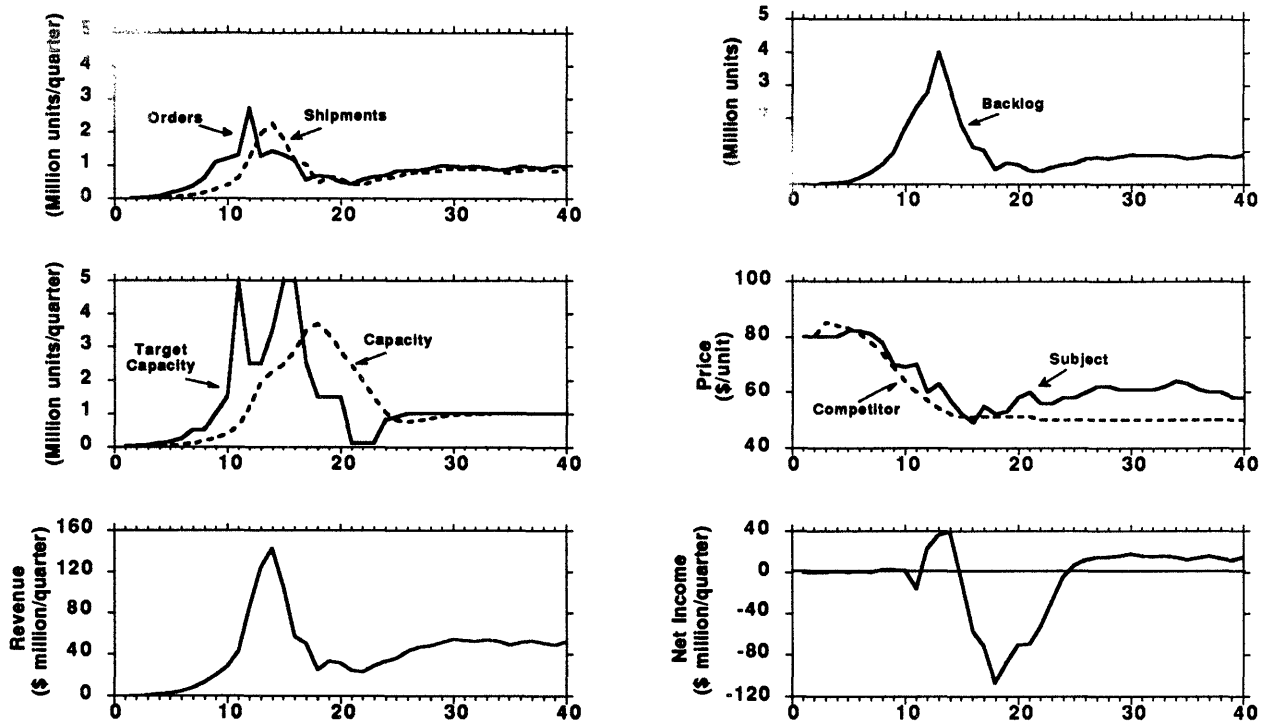 (Million units/quarter)
5
4
3
2
1
0
Orders
Shipments
0 10 20 30 40
(Million units)
5
4
3
Backlog
0 10 20 30 40
(Million units/quarter)
5
4
3
2
1
0
Target
Capacity
Capacity
0 10 20 30 40
Price
($/unit)
100
80
60
40
Subject
Competitor
0 10 20 30 40
Revenue
($ million/quarter)
160
120
80
40
0
0 10 20 30 40
Net Income
($ million/quarter)
40
0
-40
-80
-120
0 10 20 30 40